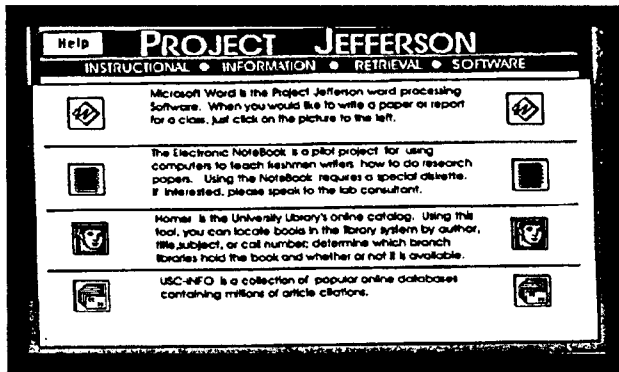 Help
PROJECT JEFFERSON
INSTRUCTIONAL ● INFORMATION ● RETRIEVAL ● SOFTWARE
Microsoft Word is the Project Jefferson word processing
Software. When you would like to write a paper or report
for a class, just click on the picture to the left.
The Electronic NoteBook is a pilot project for using
computers to teach freshmen writers how to do research
papers. Using the NoteBook requires a special diskette.
If interested, please speak to the lab consultant.
Homer is the University Library's online catalog. Using this
tool, you can locate books in the library system by author,
title,subject, or call number; determine which branch
libraries hold the book and whether or not it is available.
USC-INFO is a collection of popular online databases
containing millions of article citations.